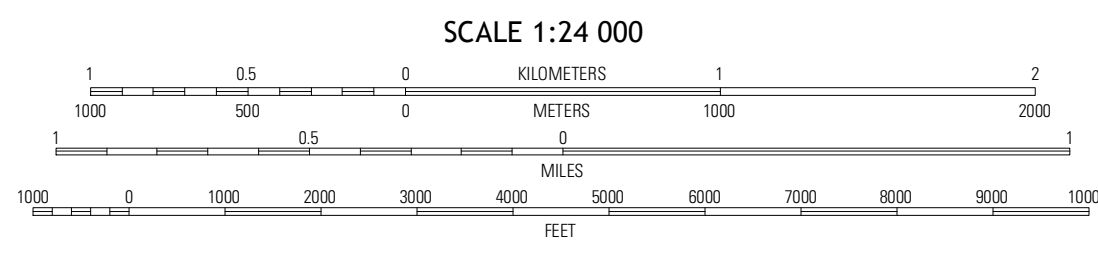 SCALE 1:24 000
1 0.5 0 KILOMETERS 1 2
1000 500 0 METERS 1000 2000
1 0.5 0 1
MILES
1000 0 1000 2000 3000 4000 5000 6000 7000 8000 9000 1000
FEET